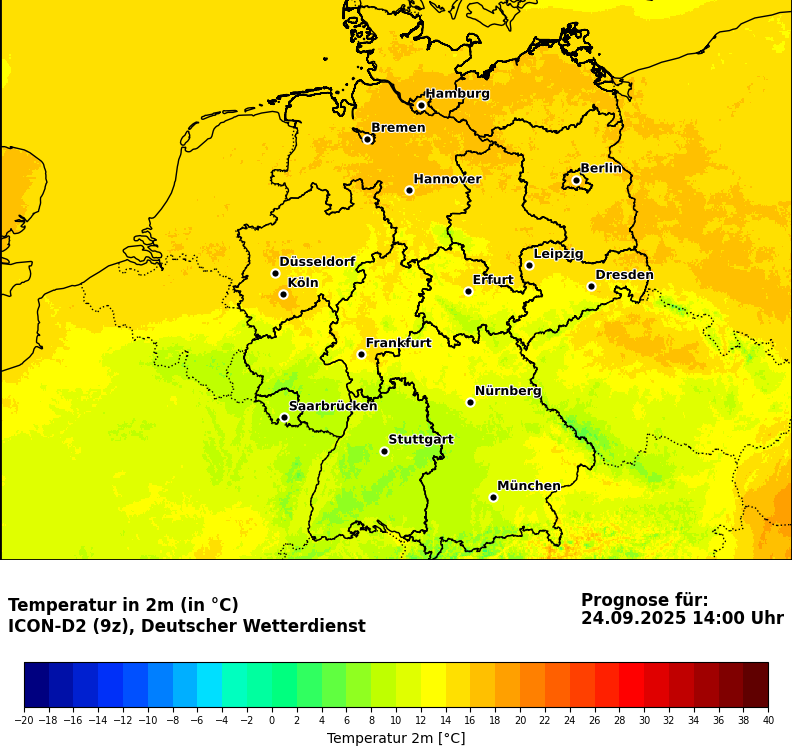 Hamburg
Bremen
Berlin
Hannover
Leipzig
Düsseldorf
Dresden
Köln
Erfurt
Frankfurt
Nürnberg
Saarbrücken
Stuttgart
München
Temperatur in 2m (in °C)
ICON-D2 (9z), Deutscher Wetterdienst
Prognose für:
24.09.2025 14:00 Uhr
−20 −18 −16 −14 −12 −10 −8 −6 −4 −2 0 2 4 6 8 10 12 14 16 18 20 22 24 26 28 30 32 34 36 38 40
Temperatur 2m [°C]